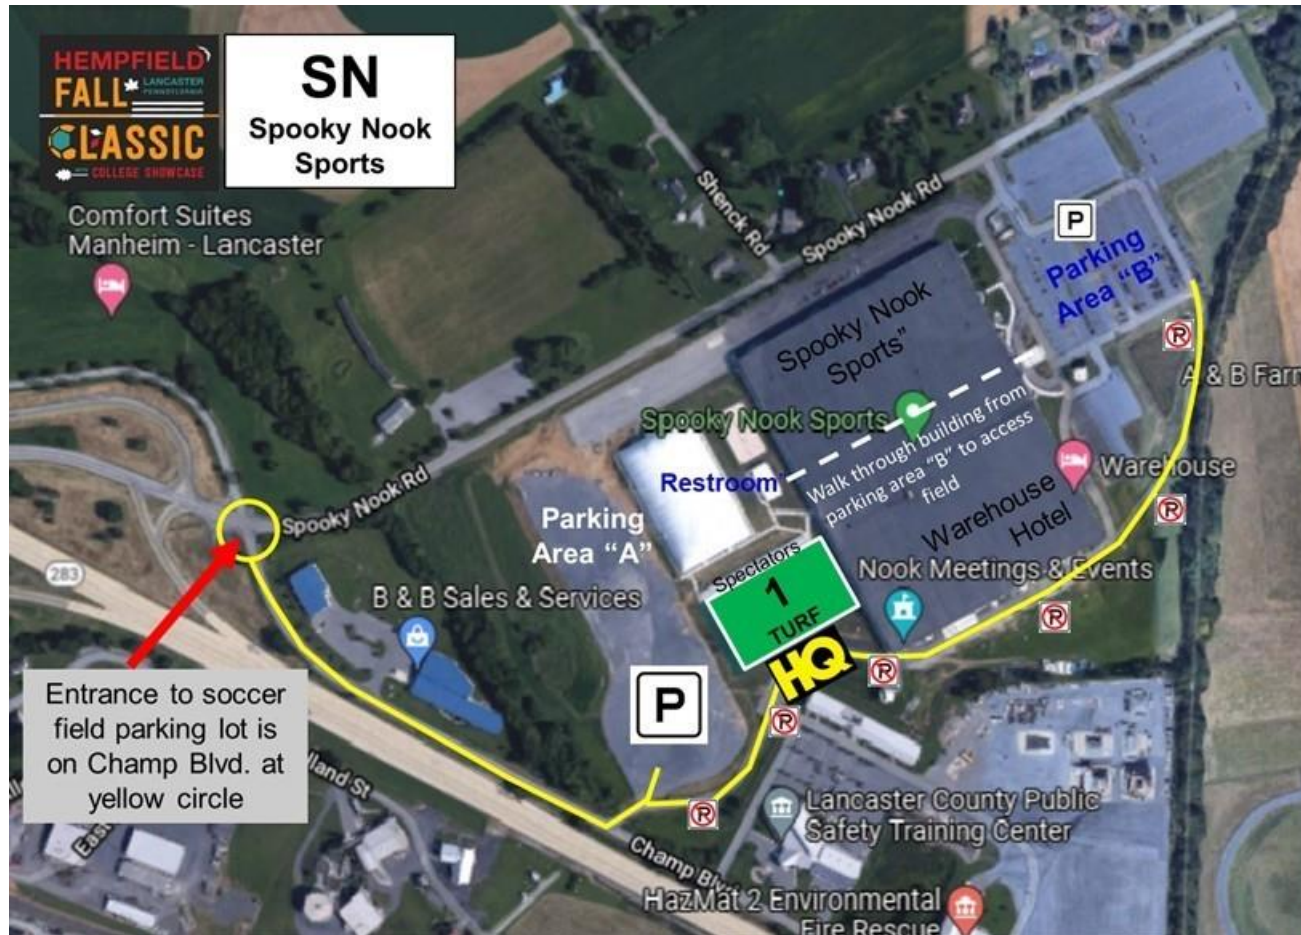 HEMPFIELD
FALL
LANCASTER
PENNSYLVANIA
CLASSIC
COLLEGE SHOWCASE
SN
Spooky Nook
Sports
Comfort Suites
Manheim - Lancaster
Shenck Rd
Spooky Nook Rd
P
Parking
Area "B"
Spooky Nook
Sports"
A & B Farm
Spooky Nook Sports
Walk through building from
parking area "B" to access
field
Restroom
Warehouse
Warehouse
Hotel
Spooky Nook Rd
Parking
Area "A"
283
B & B Sales & Services
Spectators
1
TURF
HQ
Nook Meetings & Events
P
Entrance to soccer
field parking lot is
on Champ Blvd. at
yellow circle
lland St
East
Champ Blv
Lancaster County Public
Safety Training Center
HazMat 2 Environmental
Fire Rescue